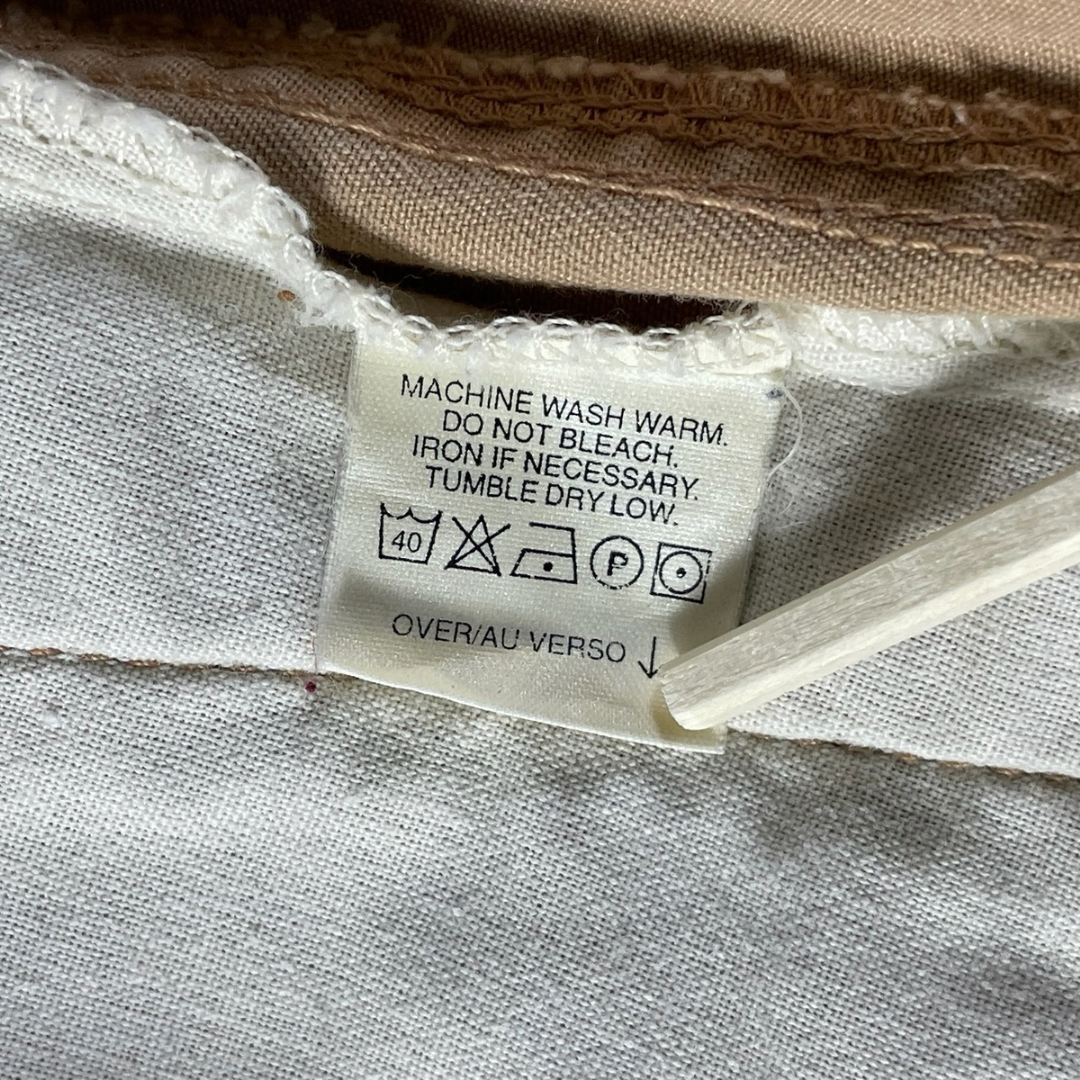 MACHINE WASH WARM.
DO NOT BLEACH.
IRON IF NECESSARY.
TUMBLE DRY LOW.
40 P
OVER/AU VERSO ↓